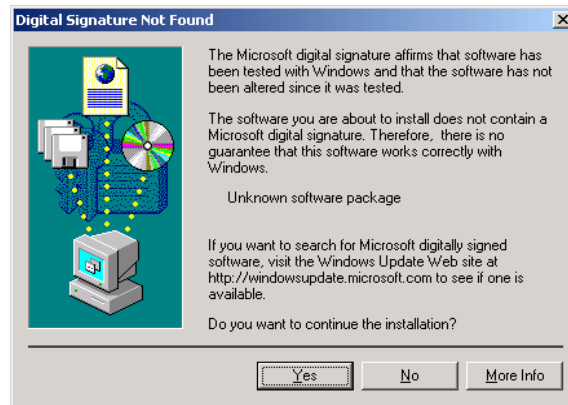 Digital Signature Not Found
The Microsoft digital signature affirms that software has
been tested with Windows and that the software has not
been altered since it was tested.
The software you are about to install does not contain a
Microsoft digital signature. Therefore, there is no
guarantee that this software works correctly with
Windows.
Unknown software package
If you want to search for Microsoft digitally signed
software, visit the Windows Update Web site at
http://windowsupdate.microsoft.com to see if one is
available.
Do you want to continue the installation?
Yes No More Info